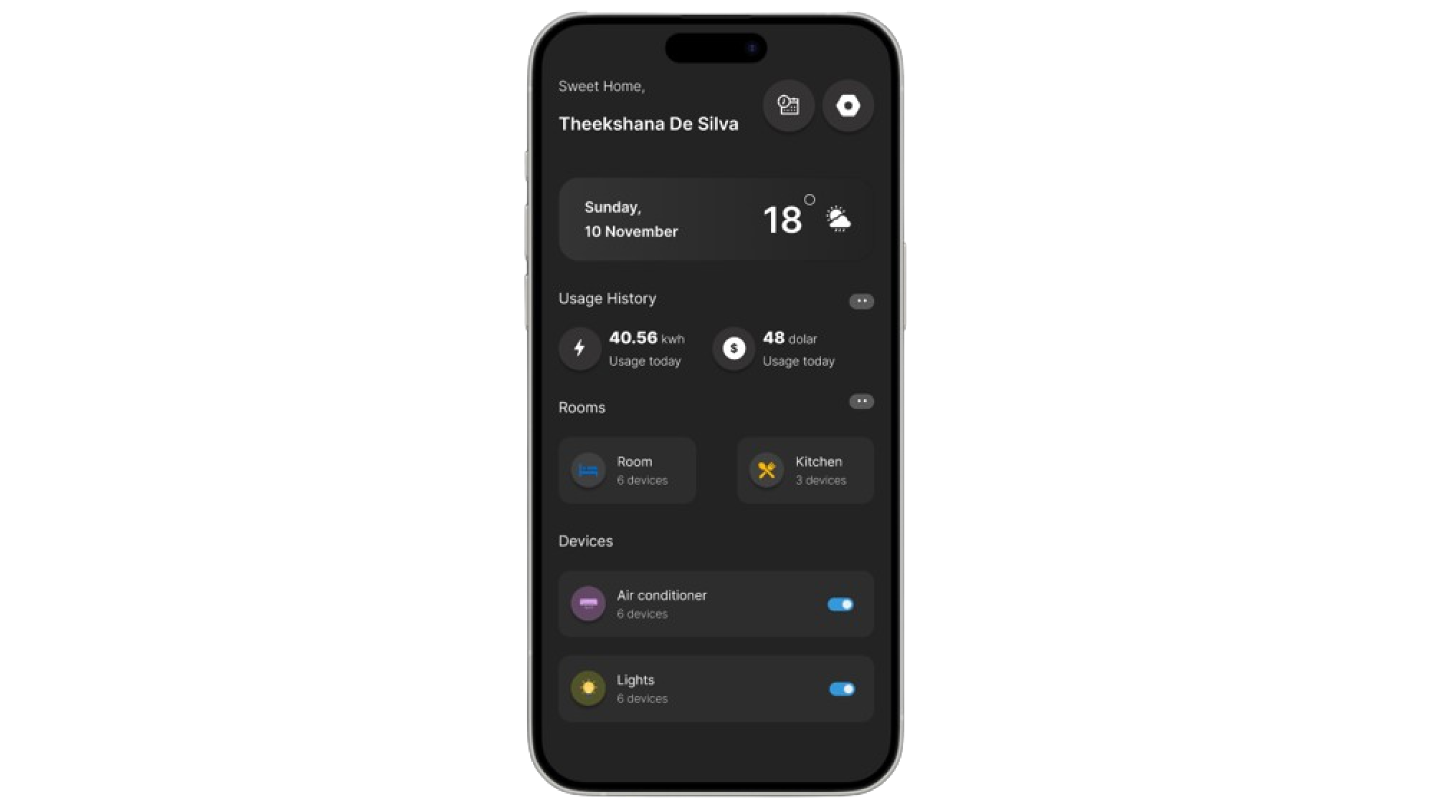 Sweet Home,
Theekshana De Silva
Sunday,
10 November
18°
Usage History
40.56 kwh
Usage today
48 dolar
Usage today
Rooms
Room
6 devices
Kitchen
3 devices
Devices
Air conditioner
6 devices
Lights
6 devices